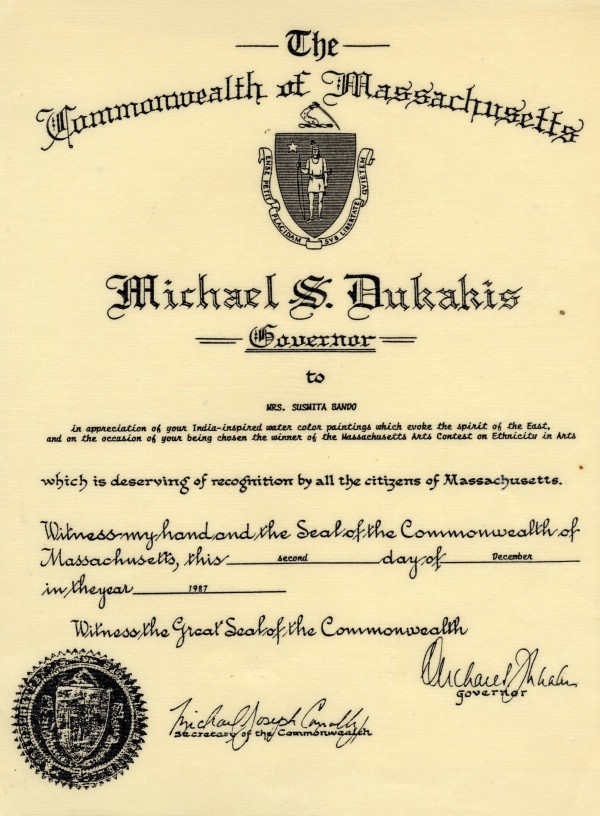 The
Commonwealth of Massachusetts
ENSE PETIT PLACIDAM SVB LIBERTATE QVIETEM
Michael S. Dukakis
Governor
to
MRS. SUSMITA BANDO
in appreciation of your India-inspired water color paintings which evoke the spirit of the East,
and on the occasion of your being chosen the winner of the Massachusetts Arts Contest on Ethnicity in Arts
which is deserving of recognition by all the citizens of Massachusetts.
Witness my hand and the Seal of the Commonwealth of
Massachusetts, this second day of December
in the year 1987
Witness the Great Seal of the Commonwealth
Michael S. Dukakis
governor
Michael Joseph Connolly
Secretary of the Commonwealth